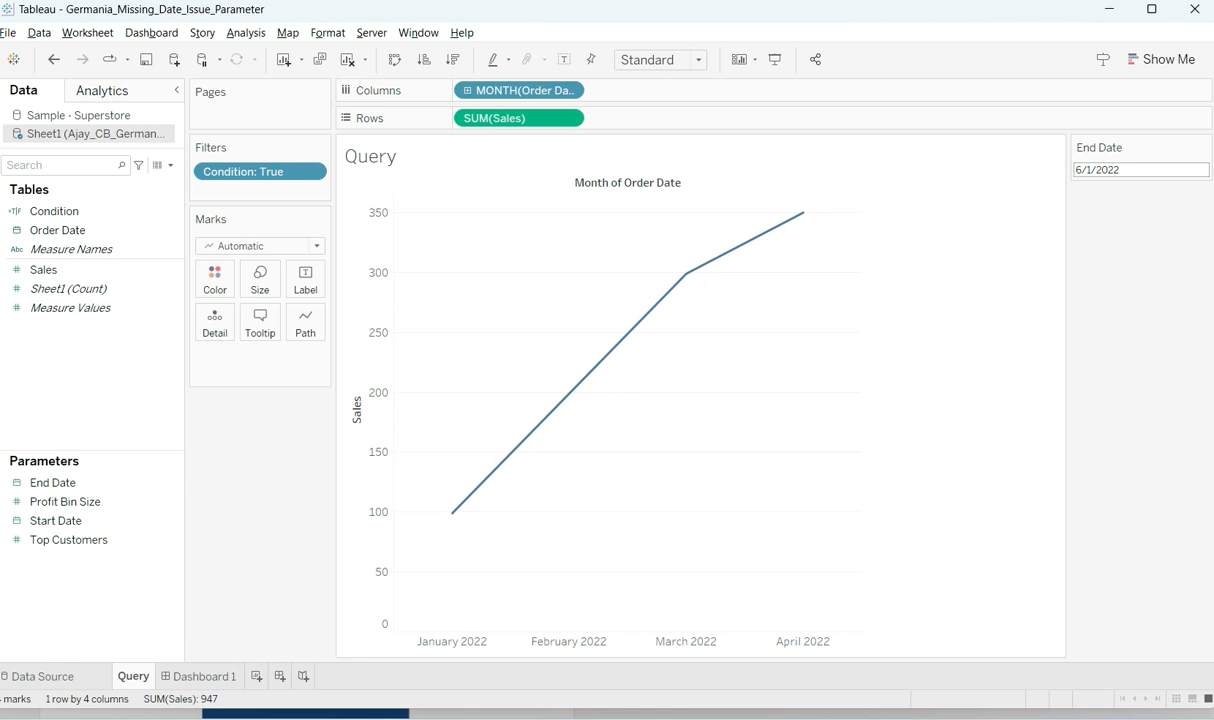 Tableau - Germania_Missing_Date_Issue_Parameter
File Data Worksheet Dashboard Story Analysis Map Format Server Window Help
Standard
Show Me
Data Analytics
Sample - Superstore
Sheet1 (Ajay_CB_German...
Search
Tables
Condition
Order Date
Abc Measure Names
Sales
Sheet1 (Count)
Measure Values
Parameters
End Date
Profit Bin Size
Start Date
Top Customers
Pages
Filters
Condition: True
Marks
Automatic
Color Size Label
Detail Tooltip Path
Columns MONTH(Order Da..
Rows SUM(Sales)
Query
Month of Order Date
350
300
250
200
150
100
50
0
Sales
January 2022 February 2022 March 2022 April 2022
End Date
6/1/2022
Data Source Query Dashboard 1
marks 1 row by 4 columns SUM(Sales): 947